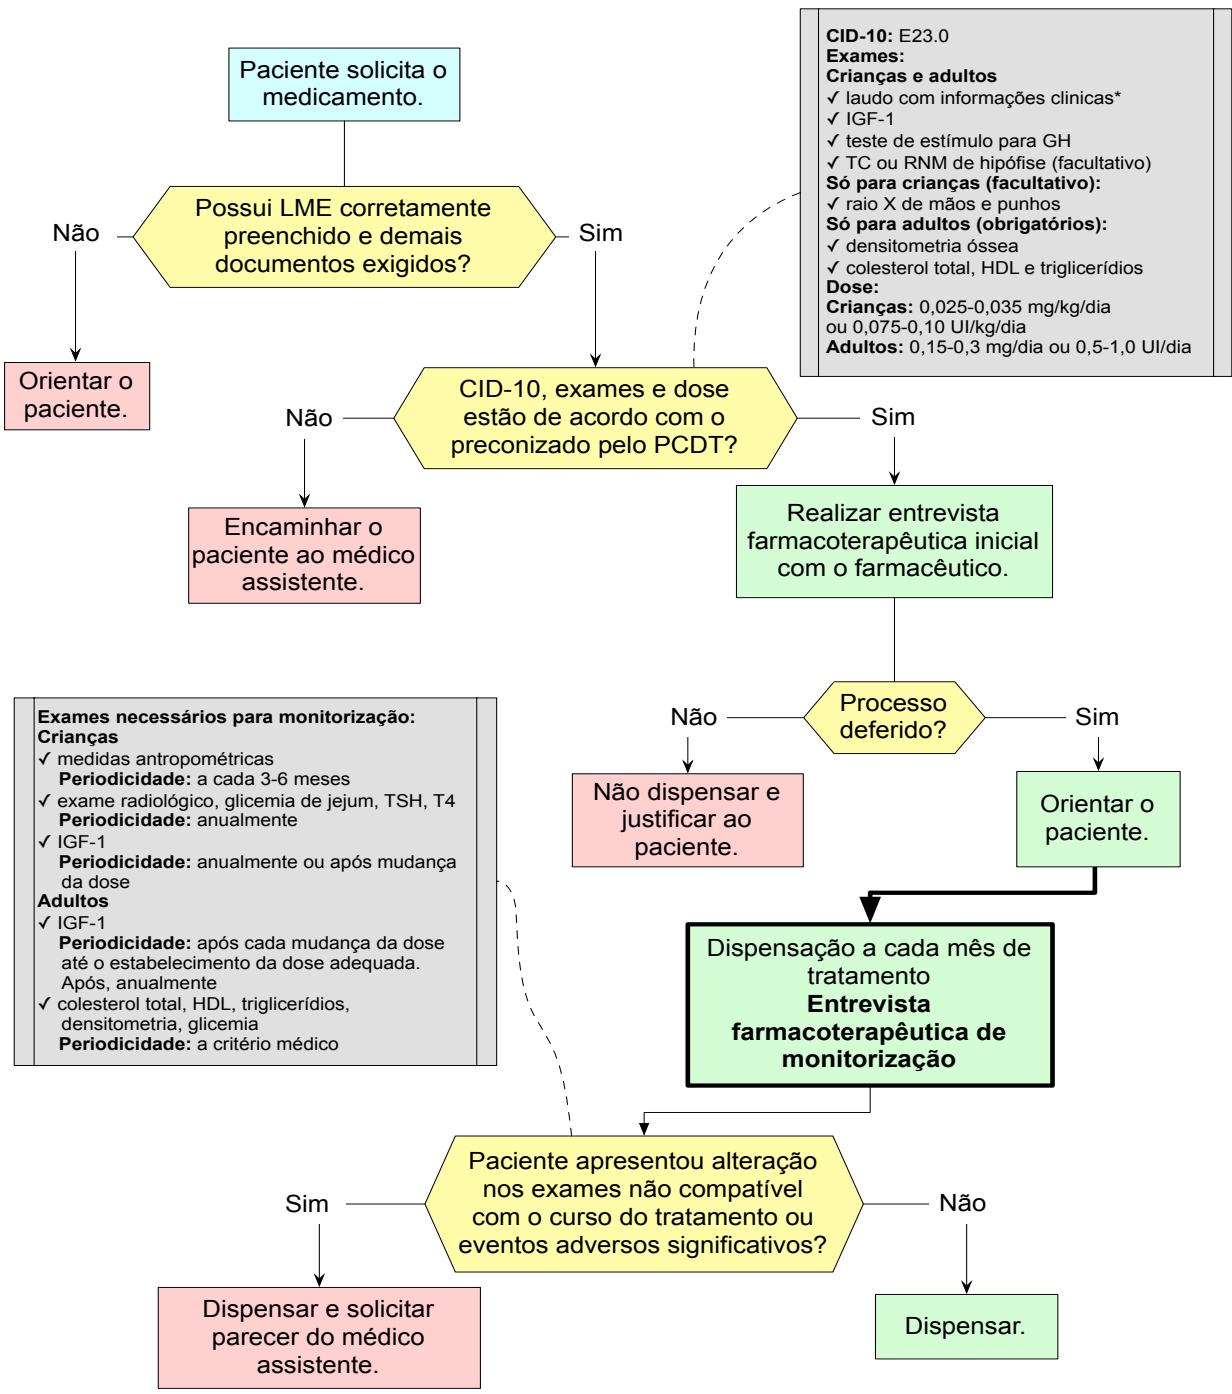 Paciente solicita o
medicamento.
CID-10: E23.0
Exames:
Crianças e adultos
✓ laudo com informações clinicas*
✓ IGF-1
✓ teste de estímulo para GH
✓ TC ou RNM de hipófise (facultativo)
Só para crianças (facultativo):
✓ raio X de mãos e punhos
Só para adultos (obrigatórios):
✓ densitometria óssea
✓ colesterol total, HDL e triglicerídios
Dose:
Crianças: 0,025-0,035 mg/kg/dia
ou 0,075-0,10 UI/kg/dia
Adultos: 0,15-0,3 mg/dia ou 0,5-1,0 UI/dia
Possui LME corretamente
preenchido e demais
documentos exigidos?
Não
Sim
Orientar o
paciente.
CID-10, exames e dose
estão de acordo com o
preconizado pelo PCDT?
Não
Sim
Encaminhar o
paciente ao médico
assistente.
Realizar entrevista
farmacoterapêutica inicial
com o farmacêutico.
Processo
deferido?
Não
Sim
Não dispensar e
justificar ao
paciente.
Orientar o
paciente.
Exames necessários para monitorização:
Crianças
✓ medidas antropométricas
Periodicidade: a cada 3-6 meses
✓ exame radiológico, glicemia de jejum, TSH, T4
Periodicidade: anualmente
✓ IGF-1
Periodicidade: anualmente ou após mudança
da dose
Adultos
✓ IGF-1
Periodicidade: após cada mudança da dose
até o estabelecimento da dose adequada.
Após, anualmente
✓ colesterol total, HDL, triglicerídios,
densitometria, glicemia
Periodicidade: a critério médico
Dispensação a cada mês de
tratamento
Entrevista
farmacoterapêutica de
monitorização
Paciente apresentou alteração
nos exames não compatível
com o curso do tratamento ou
eventos adversos significativos?
Sim
Não
Dispensar e solicitar
parecer do médico
assistente.
Dispensar.